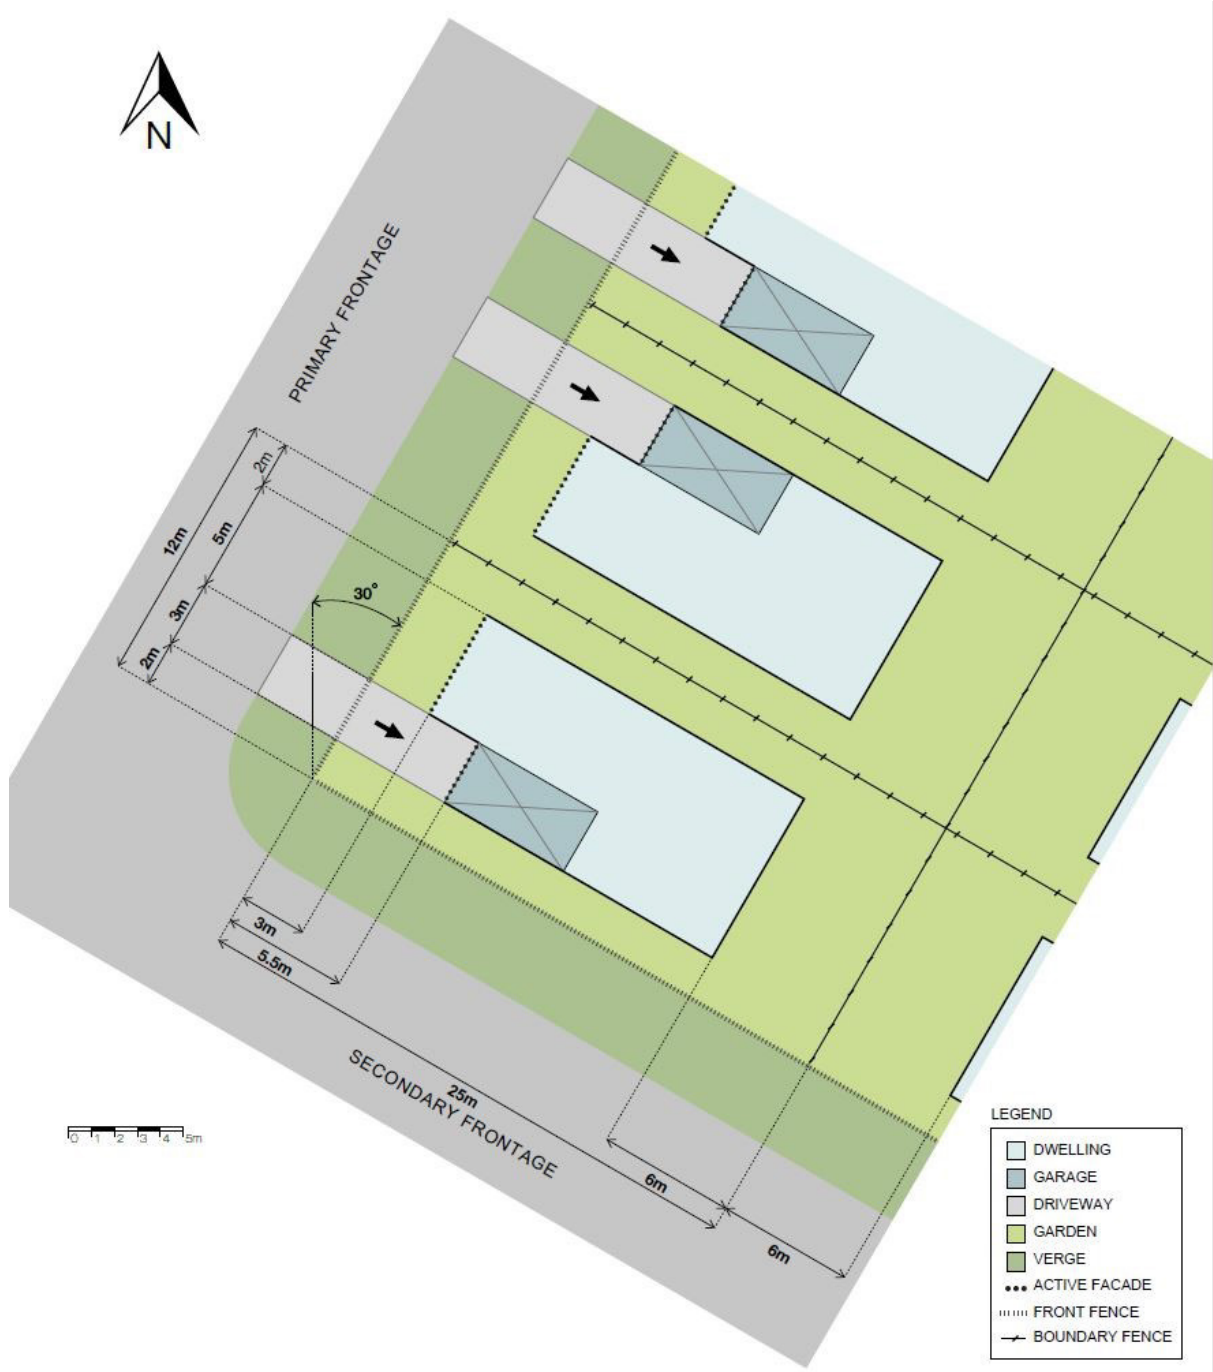 N
PRIMARY FRONTAGE
2m
12m
5m
3m
2m
30°
3m
5.5m
25m
SECONDARY FRONTAGE
6m
6m
0 1 2 3 4 5m
LEGEND
DWELLING
GARAGE
DRIVEWAY
GARDEN
VERGE
ACTIVE FACADE
FRONT FENCE
BOUNDARY FENCE